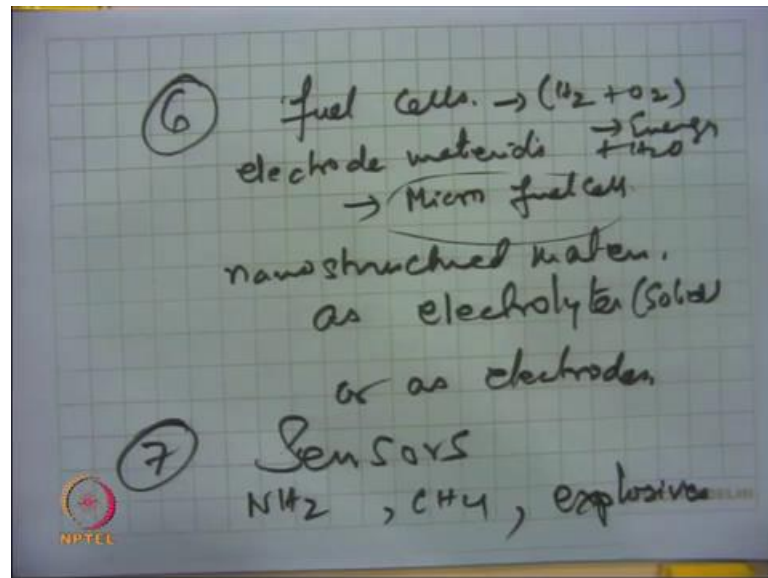 6 fuel cells. → (H2 + O2)
electrode materials → Energy
+ H2O
→ Micro fuel cell
nanostructured mater.
as electrolytes (Solid)
or as electrodes
7 Sensors
NH2 , CH4 , explosives
NPTEL